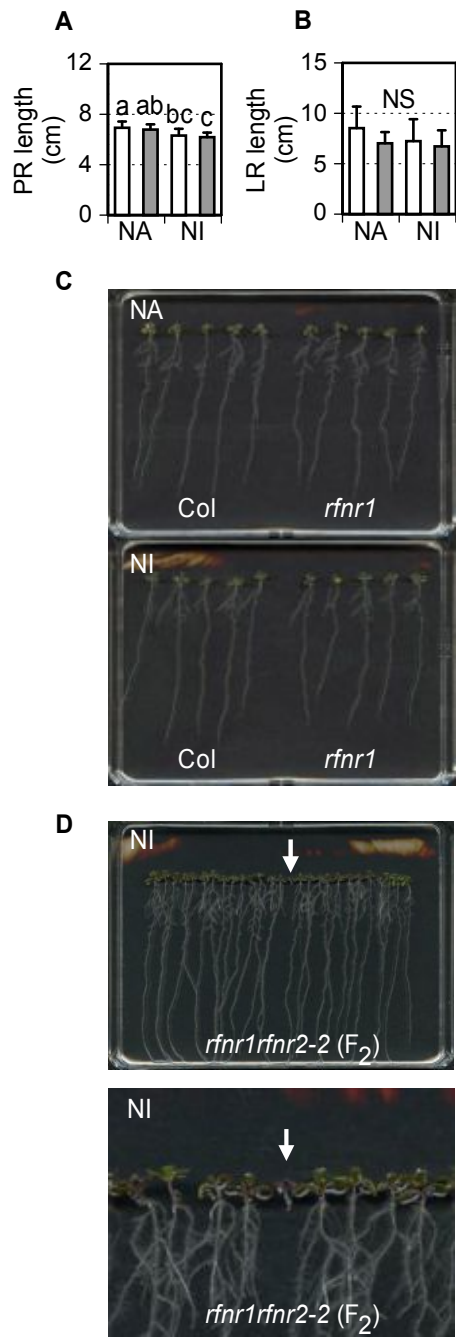 A
PR length
(cm)
12
8
4
0
a ab bc c
NA NI
B
LR length
(cm)
15
10
5
0
NS
NA NI
C
NA
Col rfnr1
NI
Col rfnr1
D
NI
rfnr1rfnr2-2 (F2)
NI
rfnr1rfnr2-2 (F2)